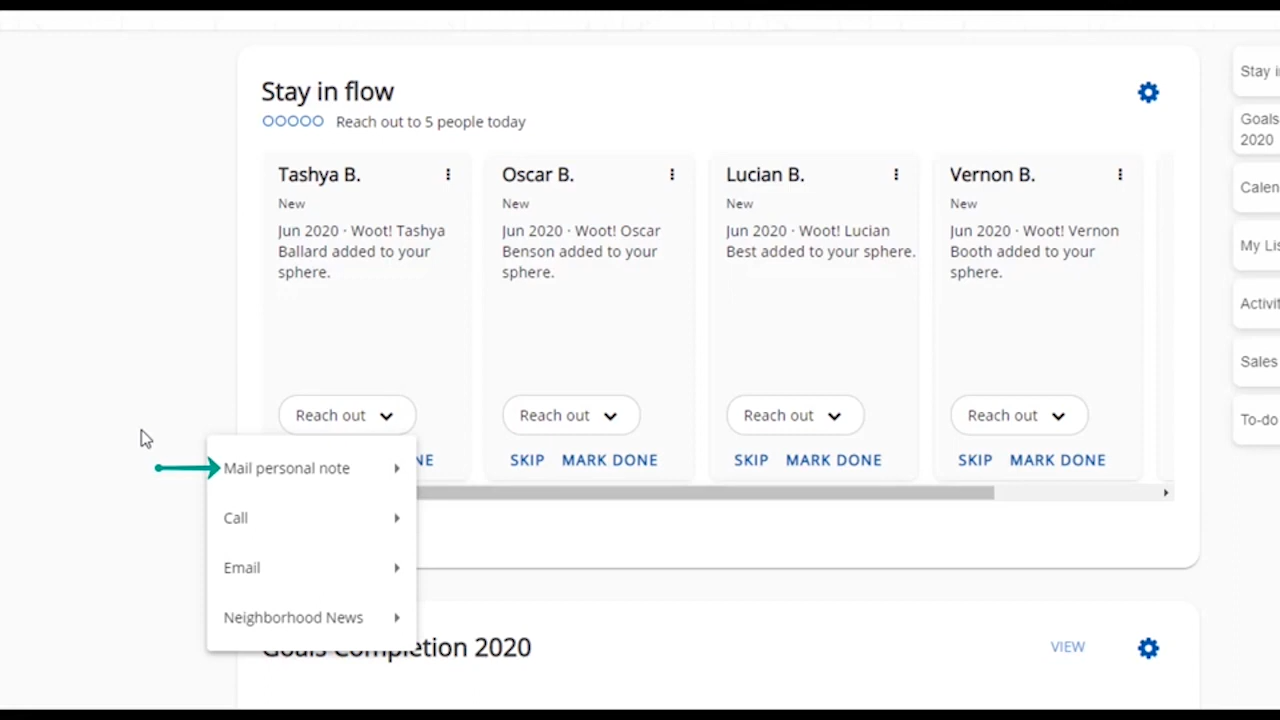 Stay in flow
Reach out to 5 people today
Tashya B.
New
Jun 2020 · Woot! Tashya
Ballard added to your
sphere.
Reach out
NE
Oscar B.
New
Jun 2020 · Woot! Oscar
Benson added to your
sphere.
Reach out
SKIP MARK DONE
Lucian B.
New
Jun 2020 · Woot! Lucian
Best added to your sphere.
Reach out
SKIP MARK DONE
Vernon B.
New
Jun 2020 · Woot! Vernon
Booth added to your
sphere.
Reach out
SKIP MARK DONE
Mail personal note
Call
Email
Neighborhood News
Goals Completion 2020
VIEW
Stay i
Goals
2020
Calen
My Lis
Activit
Sales
To-do